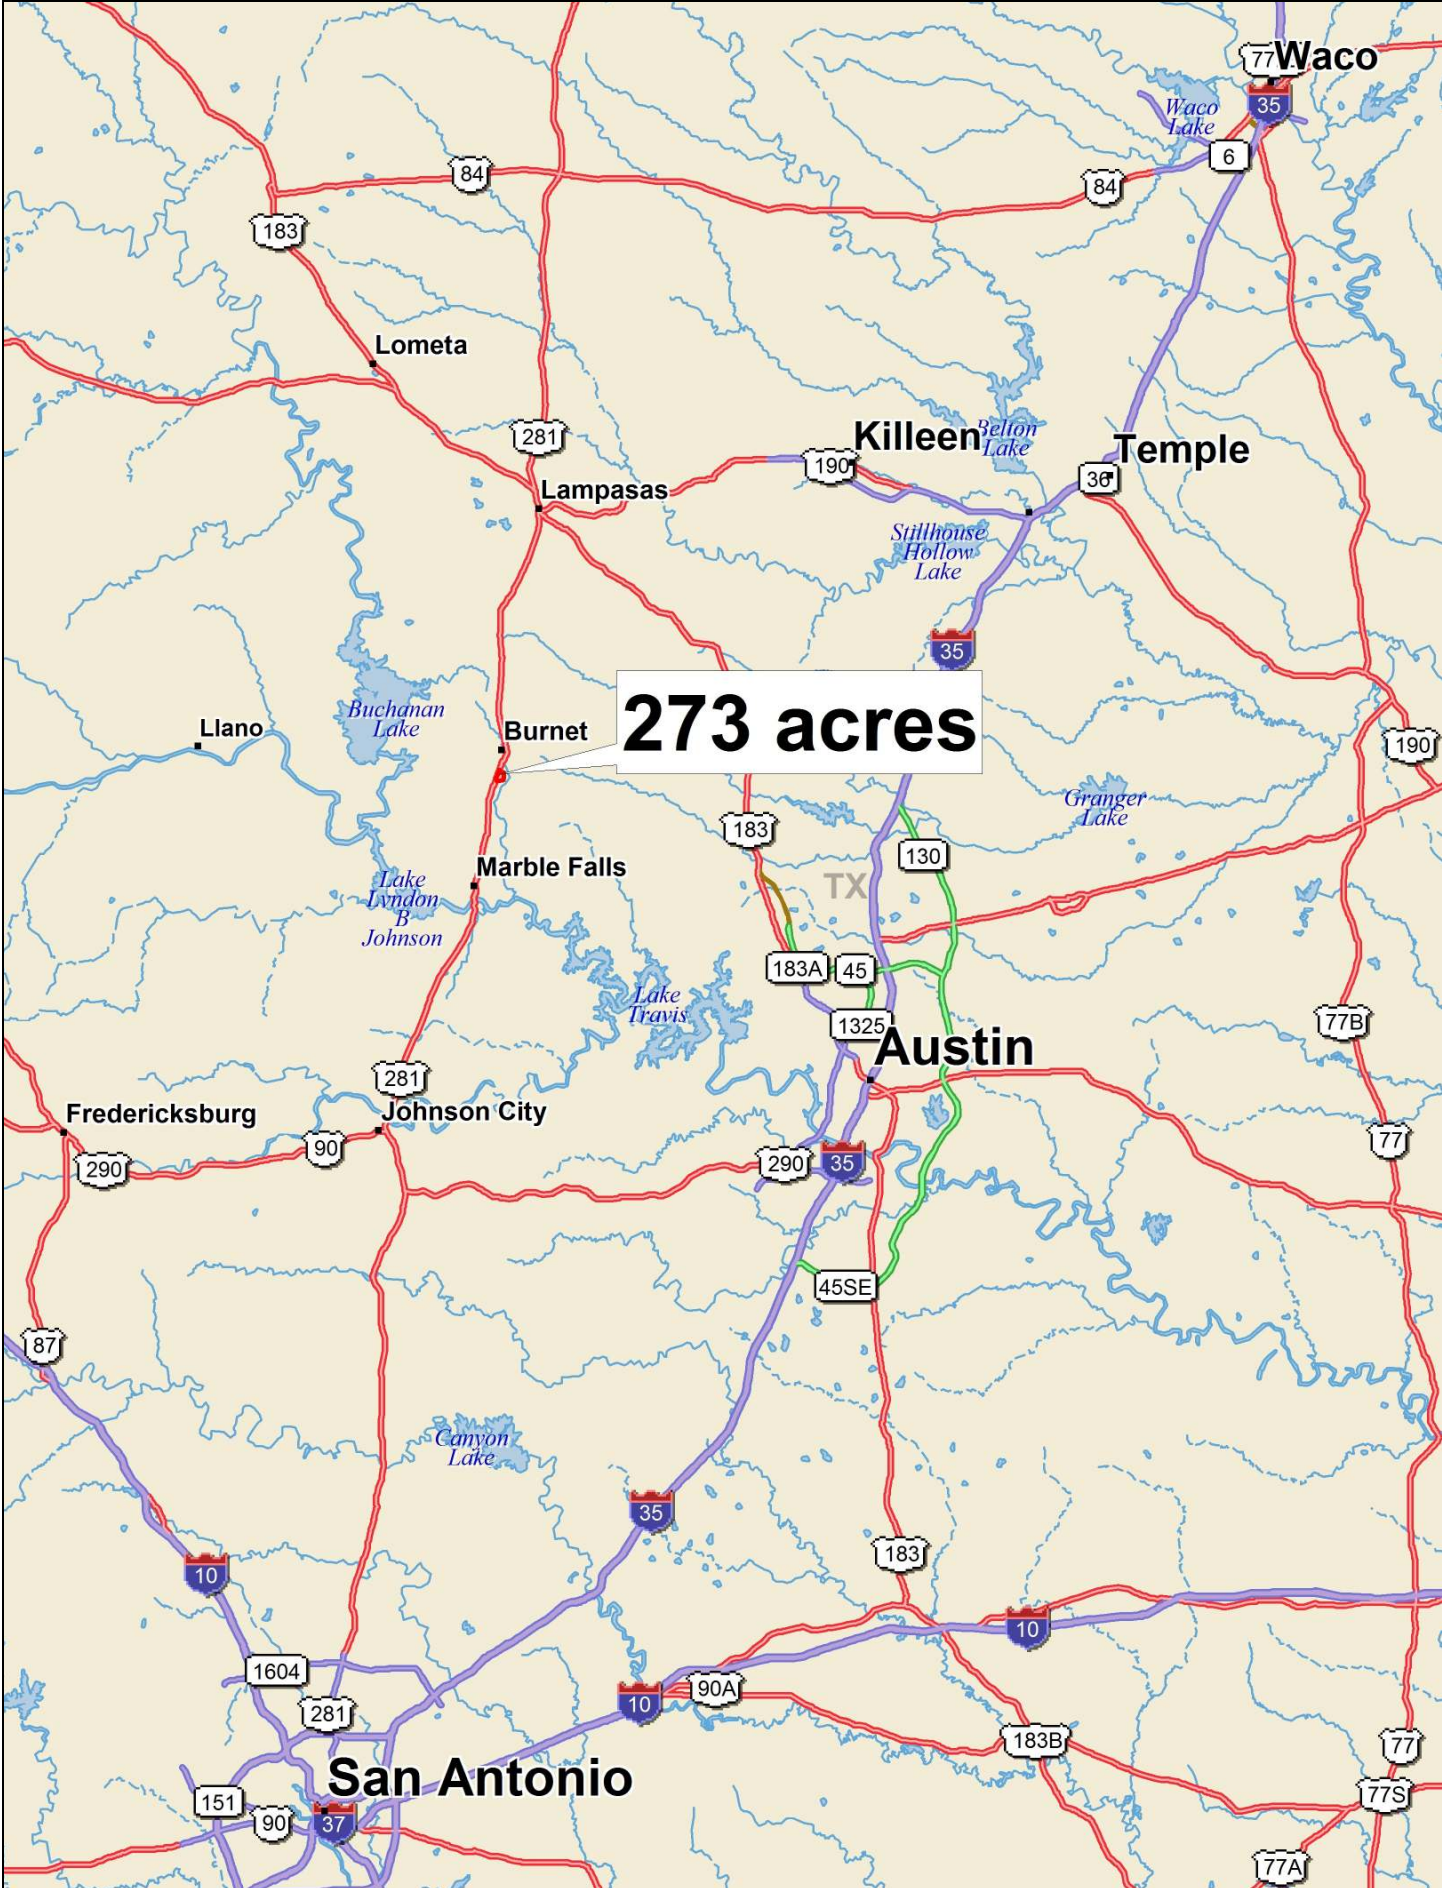 77
Waco
Waco
Lake
35
6
84
84
183
Lometa
281
Killeen
Belton
Lake
190
Temple
36
Lampasas
Stillhouse
Hollow
Lake
35
273 acres
Buchanan
Lake
Llano
Burnet
190
Granger
Lake
183
130
Marble Falls
TX
Lake
Lyndon
B
Johnson
183A
45
Lake
Travis
1325
77B
Austin
281
Fredericksburg
Johnson City
90
290
290
35
77
45SE
87
Canyon
Lake
35
183
10
10
1604
90A
10
281
183B
77
San Antonio
151
90
37
77S
77A